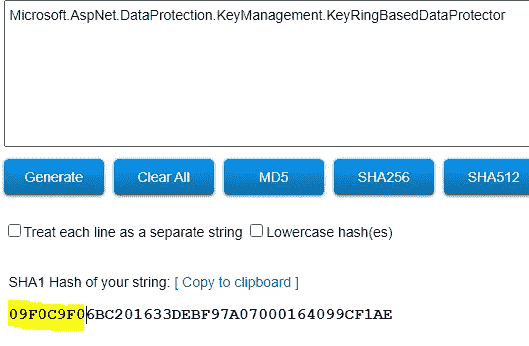 Microsoft.AspNet.DataProtection.KeyManagement.KeyRingBasedDataProtector
Generate Clear All MD5 SHA256 SHA512
Treat each line as a separate string Lowercase hash(es)
SHA1 Hash of your string: [ Copy to clipboard ]
09F0C9F06BC201633DEBF97A07000164099CF1AE